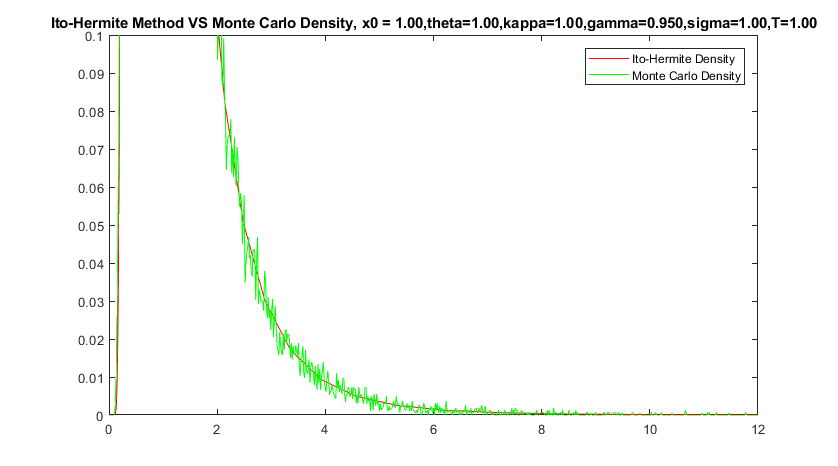 Ito-Hermite Method VS Monte Carlo Density, x0 = 1.00,theta=1.00,kappa=1.00,gamma=0.950,sigma=1.00,T=1.00
Ito-Hermite Density
Monte Carlo Density
0.1
0.09
0.08
0.07
0.06
0.05
0.04
0.03
0.02
0.01
0
0 2 4 6 8 10 12